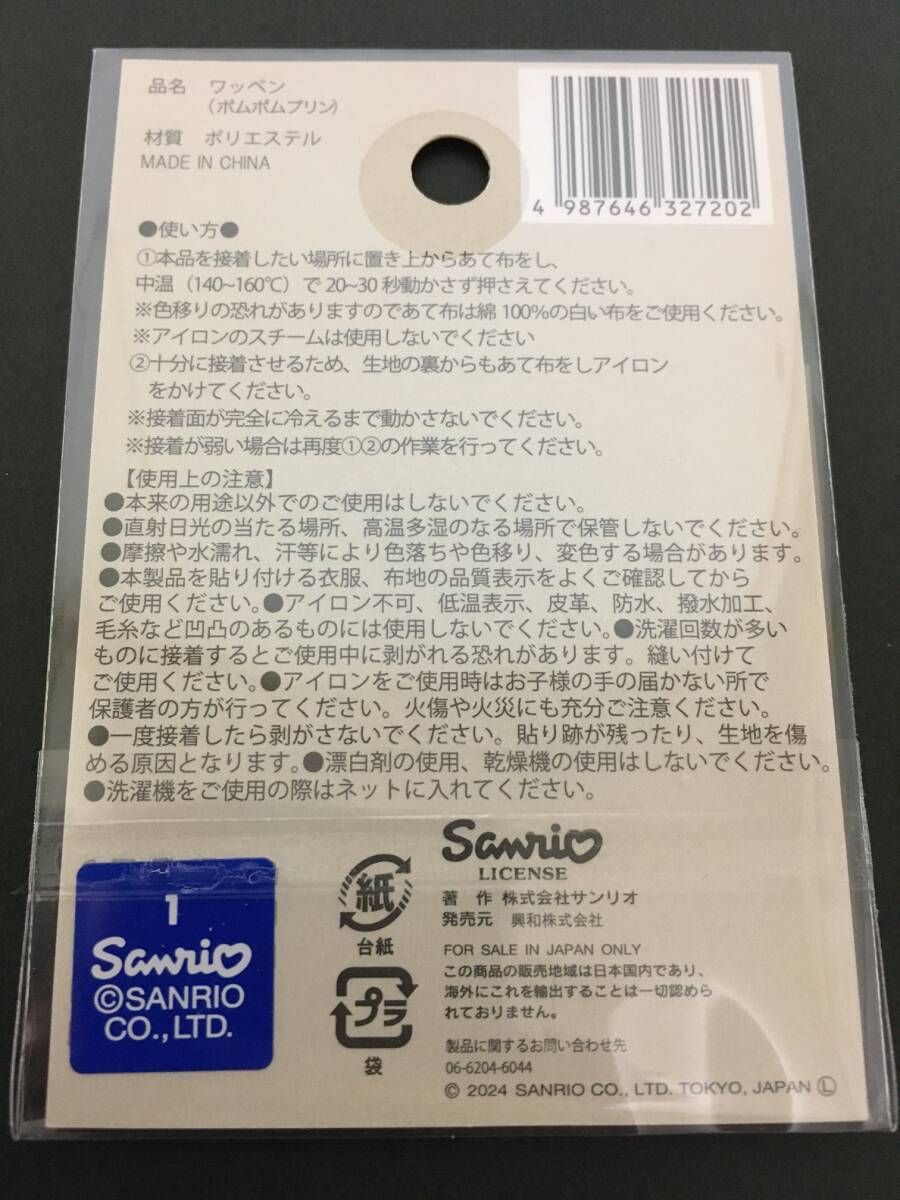 品名 ワッペン
(ポムポムプリン)
材質 ポリエステル
MADE IN CHINA
4 987646 327202
●使い方●
①本品を接着したい場所に置き上からあて布をし、
中温（140~160℃）で 20~30 秒動かさず押さえてください。
※色移りの恐れがありますのであて布は綿 100%の白い布をご使用ください。
※アイロンのスチームは使用しないでください
②十分に接着させるため、生地の裏からもあて布をしアイロン
をかけてください。
※接着面が完全に冷えるまで動かさないでください。
※接着が弱い場合は再度①②の作業を行ってください。
【使用上の注意】
●本来の用途以外でのご使用はしないでください。
●直射日光の当たる場所、高温多湿のなる場所で保管しないでください。
●摩擦や水濡れ、汗等により色落ちや色移り、変色する場合があります。
●本製品を貼り付ける衣服、布地の品質表示をよくご確認してから
ご使用ください。●アイロン不可、低温表示、皮革、防水、撥水加工、
毛糸など凹凸のあるものには使用しないでください。●洗濯回数が多い
ものに接着するとご使用中に剥がれる恐れがあります。縫い付けて
ご使用ください。●アイロンをご使用時はお子様の手の届かない所で
保護者の方が行ってください。火傷や火災にも充分ご注意ください。
●一度接着したら剥がさないでください。貼り跡が残ったり、生地を傷
める原因となります。●漂白剤の使用、乾燥機の使用はしないでください。
●洗濯機をご使用の際はネットに入れてください。
1
Sanrio
©SANRIO
CO.,LTD.
紙
台紙
プラ
袋
Sanrio
LICENSE
著 作 株式会社サンリオ
発売元 興和株式会社
FOR SALE IN JAPAN ONLY
この商品の販売地域は日本国内であり、
海外にこれを輸出することは一切認めら
れておりません。
製品に関するお問い合わせ先
06-6204-6044
© 2024 SANRIO CO., LTD. TOKYO, JAPAN Ⓛ